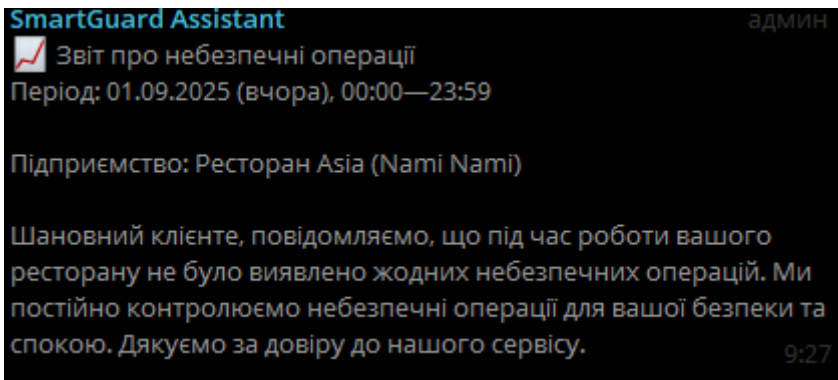 SmartGuard Assistant админ
📈 Звіт про небезпечні операції
Період: 01.09.2025 (вчора), 00:00—23:59
Підприємство: Ресторан Asia (Nami Nami)
Шановний клієнте, повідомляємо, що під час роботи вашого
ресторану не було виявлено жодних небезпечних операцій. Ми
постійно контролюємо небезпечні операції для вашої безпеки та
спокою. Дякуємо за довіру до нашого сервісу. 9:27